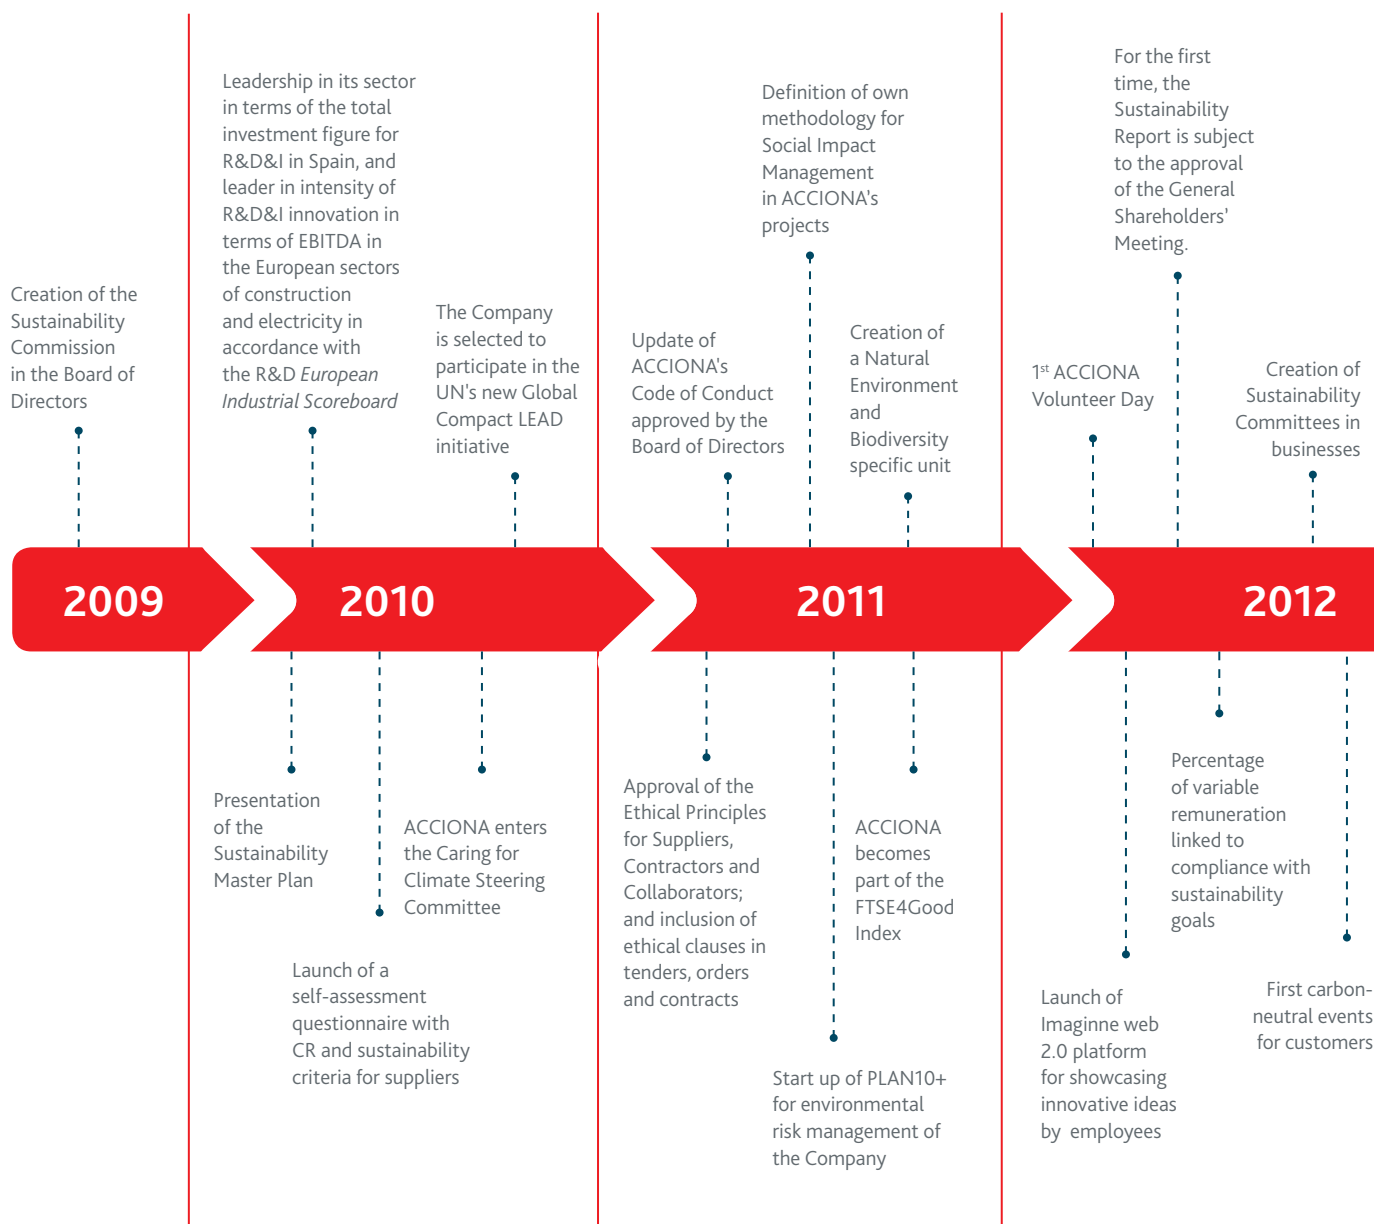 Creation of the
Sustainability
Commission
in the Board of
Directors
Leadership in its sector
in terms of the total
investment figure for
R&D&I in Spain, and
leader in intensity of
R&D&I innovation in
terms of EBITDA in
the European sectors
of construction
and electricity in
accordance with
the R&D European
Industrial Scoreboard
The Company
is selected to
participate in the
UN's new Global
Compact LEAD
initiative
Update of
ACCIONA's
Code of Conduct
approved by the
Board of Directors
Definition of own
methodology for
Social Impact
Management
in ACCIONA's
projects
Creation of
a Natural
Environment
and
Biodiversity
specific unit
1st ACCIONA
Volunteer Day
For the first
time, the
Sustainability
Report is subject
to the approval
of the General
Shareholders’
Meeting.
Creation of
Sustainability
Committees in
businesses
2009
2010
2011
2012
Presentation
of the
Sustainability
Master Plan
Launch of a
self-assessment
questionnaire with
CR and sustainability
criteria for suppliers
ACCIONA enters
the Caring for
Climate Steering
Committee
Approval of the
Ethical Principles
for Suppliers,
Contractors and
Collaborators;
and inclusion of
ethical clauses in
tenders, orders
and contracts
Start up of PLAN10+
for environmental
risk management of
the Company
ACCIONA
becomes
part of the
FTSE4Good
Index
Launch of
Imaginne web
2.0 platform
for showcasing
innovative ideas
by employees
Percentage
of variable
remuneration
linked to
compliance with
sustainability
goals
First carbon-
neutral events
for customers